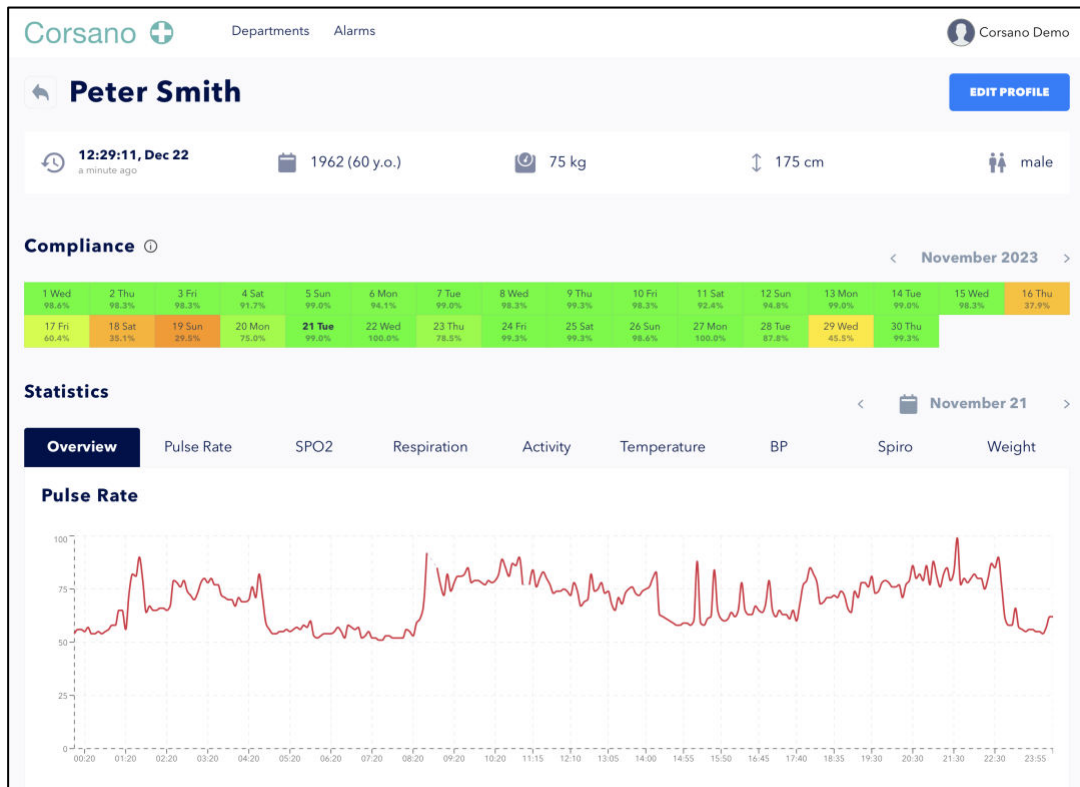 Corsano Departments Alarms Corsano Demo
Peter Smith EDIT PROFILE
12:29:11, Dec 22 1962 (60 y.o.) 75 kg 175 cm male
a minute ago
Compliance November 2023
1 Wed 2 Thu 3 Fri 4 Sat 5 Sun 6 Mon 7 Tue 8 Wed 9 Thu 10 Fri 11 Sat 12 Sun 13 Mon 14 Tue 15 Wed 16 Thu
98.6% 98.3% 98.3% 91.7% 99.0% 94.1% 99.0% 98.3% 99.3% 98.3% 92.4% 94.8% 99.0% 99.0% 98.3% 37.9%
17 Fri 18 Sat 19 Sun 20 Mon 21 Tue 22 Wed 23 Thu 24 Fri 25 Sat 26 Sun 27 Mon 28 Tue 29 Wed 30 Thu
60.4% 35.1% 29.5% 75.0% 99.0% 100.0% 78.5% 99.3% 99.3% 98.6% 100.0% 87.8% 45.5% 99.3%
Statistics November 21
Overview Pulse Rate SPO2 Respiration Activity Temperature BP Spiro Weight
Pulse Rate
100
75
50
25
0
00:20 01:20 02:20 03:20 04:20 05:20 06:20 07:20 08:20 09:20 10:20 11:15 12:10 13:05 14:00 14:55 15:50 16:45 17:40 18:35 19:30 20:30 21:30 22:30 23:55